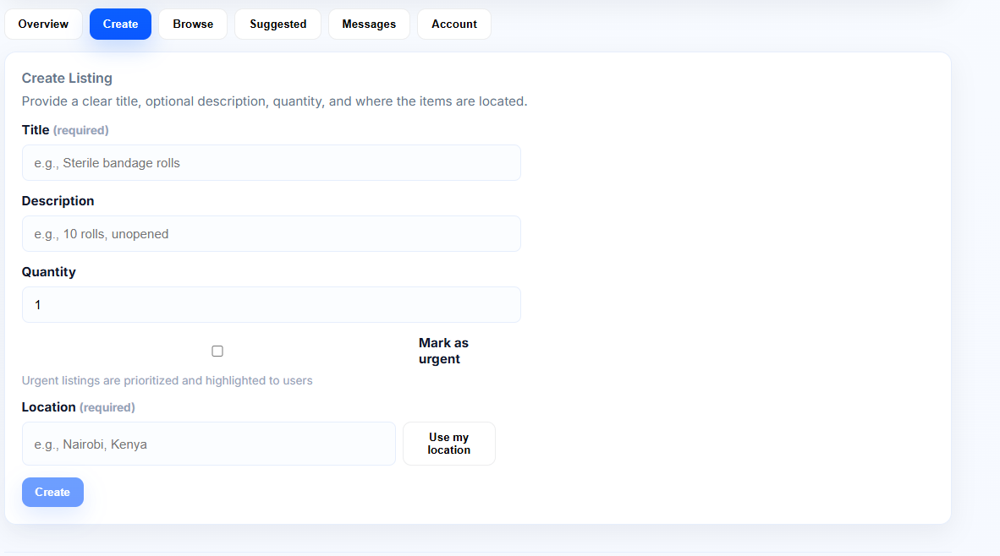 Overview Create Browse Suggested Messages Account
Create Listing
Provide a clear title, optional description, quantity, and where the items are located.
Title (required)
e.g., Sterile bandage rolls
Description
e.g., 10 rolls, unopened
Quantity
1
Mark as
urgent
Urgent listings are prioritized and highlighted to users
Location (required)
e.g., Nairobi, Kenya
Use my
location
Create